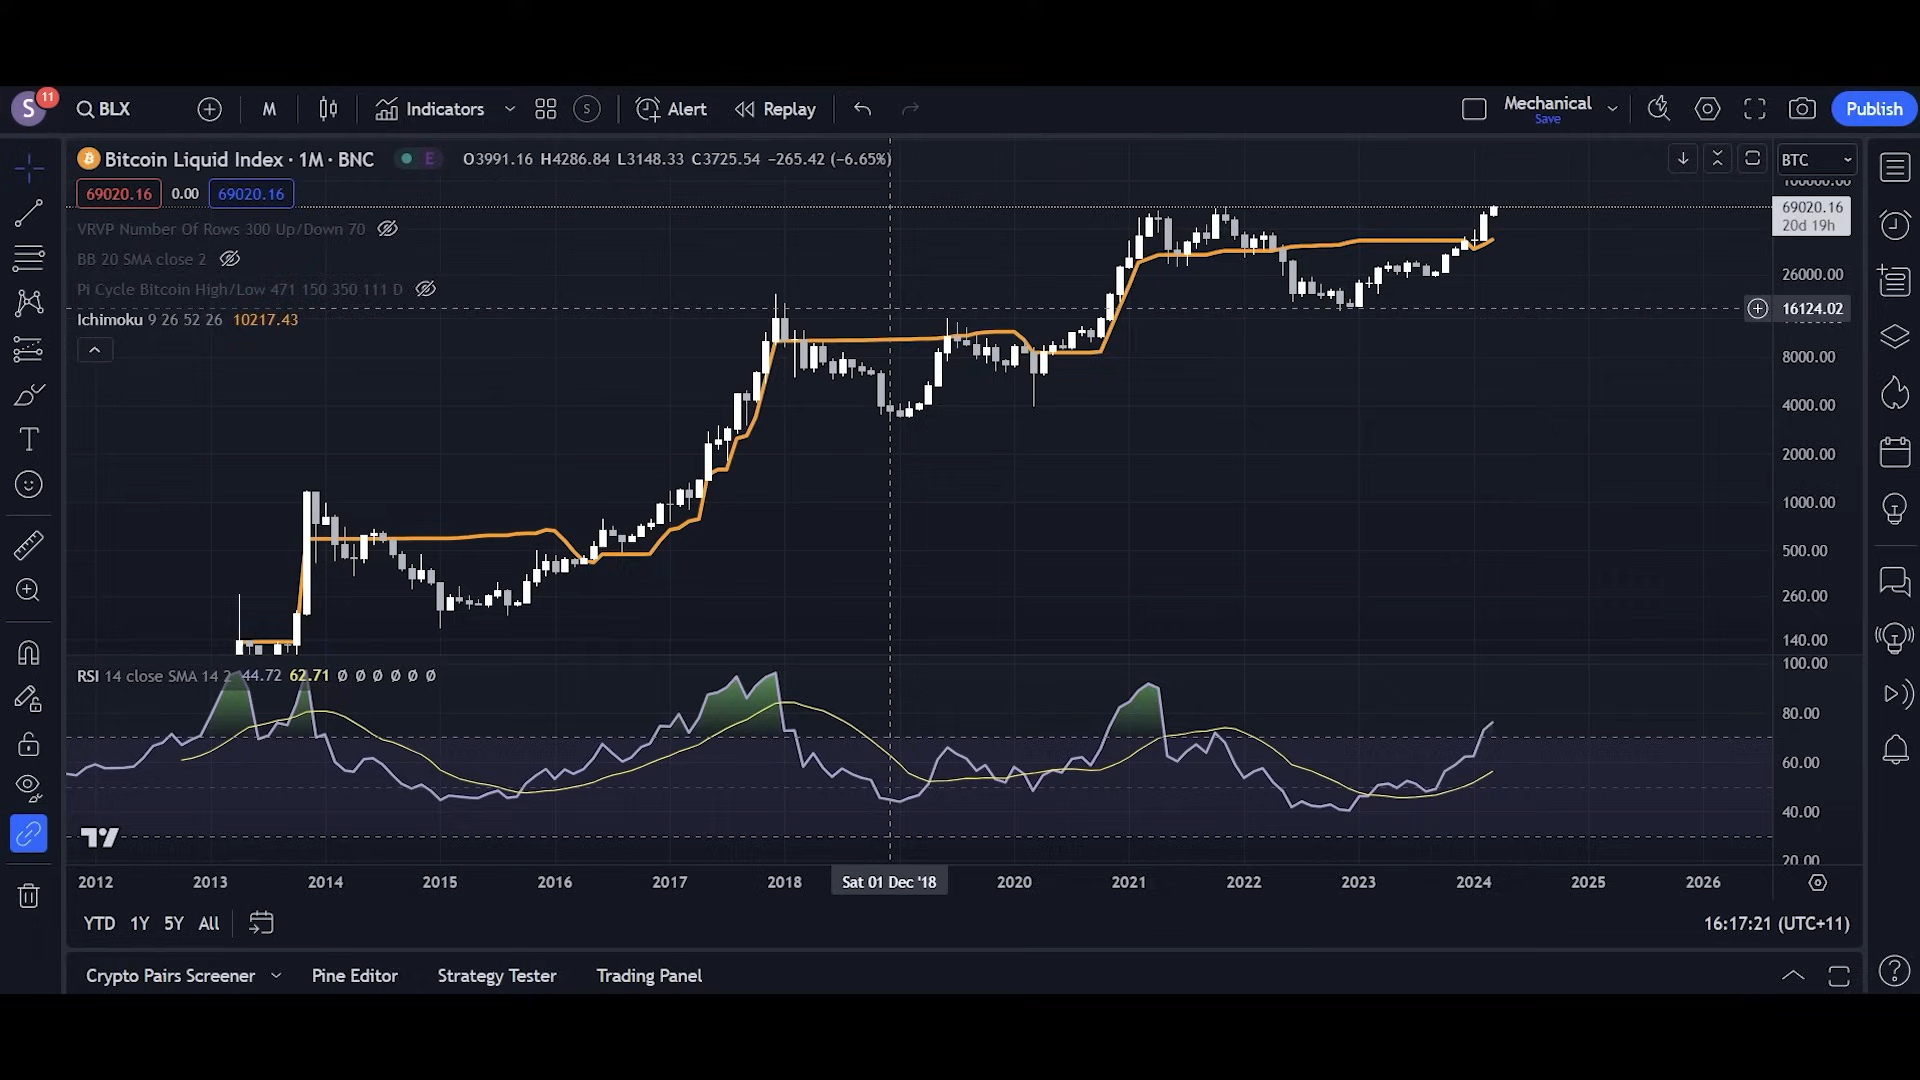 S 11 BLX M Indicators S Alert Replay Mechanical Save Publish
Bitcoin Liquid Index · 1M · BNC E O3991.16 H4286.84 L3148.33 C3725.54 −265.42 (−6.65%) BTC
100000.00
69020.16 0.00 69020.16
69020.16
20d 19h
VRVP Number Of Rows 300 Up/Down 70
BB 20 SMA close 2
26000.00
Pi Cycle Bitcoin High/Low 471 150 350 111 D
16124.02
Ichimoku 9 26 52 26 10217.43
8000.00
4000.00
2000.00
1000.00
500.00
260.00
140.00
100.00
RSI 14 close SMA 14 2 44.72 62.71 Ø Ø Ø Ø Ø Ø
80.00
60.00
40.00
20.00
2012 2013 2014 2015 2016 2017 2018 Sat 01 Dec '18 2020 2021 2022 2023 2024 2025 2026
YTD 1Y 5Y All 16:17:21 (UTC+11)
Crypto Pairs Screener Pine Editor Strategy Tester Trading Panel